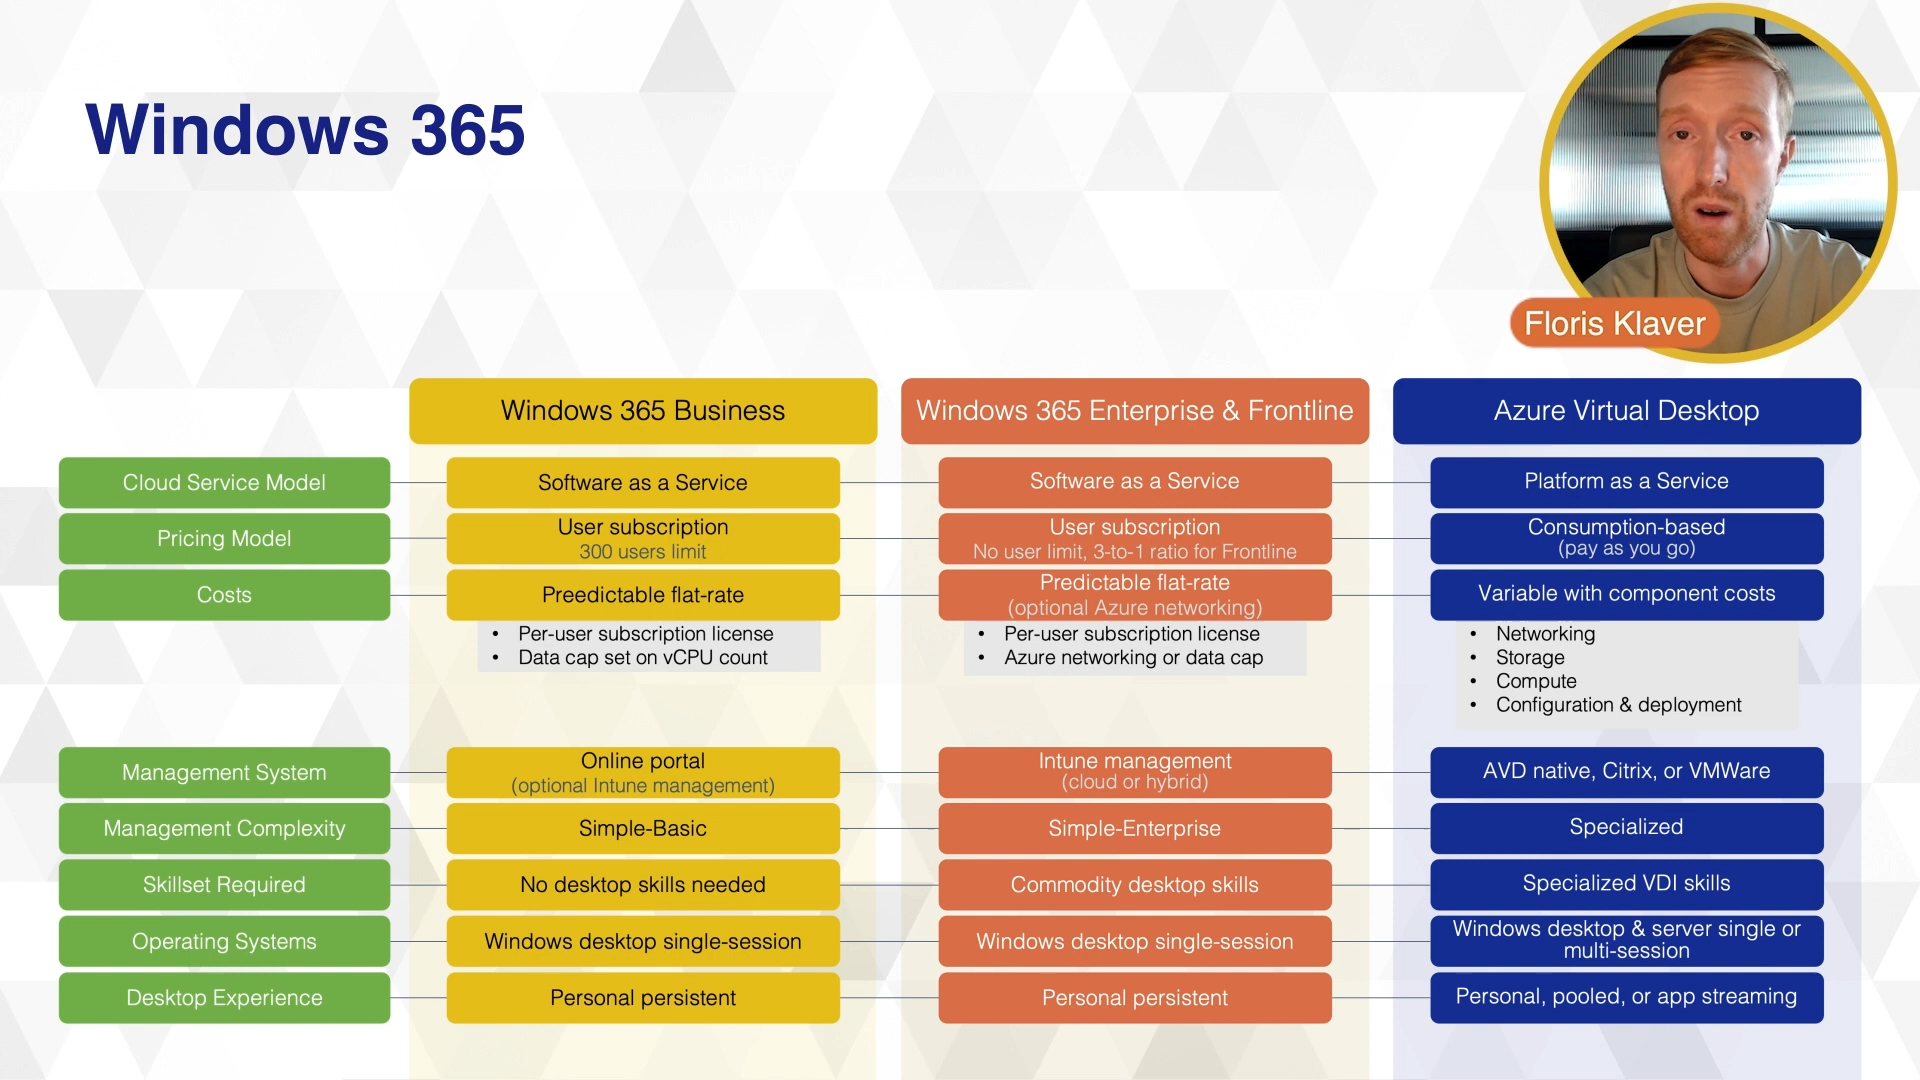 Windows 365
Floris Klaver
Windows 365 Business
Windows 365 Enterprise & Frontline
Azure Virtual Desktop
Cloud Service Model
Software as a Service
Software as a Service
Platform as a Service
Pricing Model
User subscription
300 users limit
User subscription
No user limit, 3-to-1 ratio for Frontline
Consumption-based
(pay as you go)
Costs
Preedictable flat-rate
Predictable flat-rate
(optional Azure networking)
Variable with component costs
• Per-user subscription license
• Data cap set on vCPU count
• Per-user subscription license
• Azure networking or data cap
• Networking
• Storage
• Compute
• Configuration & deployment
Management System
Online portal
(optional Intune management)
Intune management
(cloud or hybrid)
AVD native, Citrix, or VMWare
Management Complexity
Simple-Basic
Simple-Enterprise
Specialized
Skillset Required
No desktop skills needed
Commodity desktop skills
Specialized VDI skills
Operating Systems
Windows desktop single-session
Windows desktop single-session
Windows desktop & server single or
multi-session
Desktop Experience
Personal persistent
Personal persistent
Personal, pooled, or app streaming